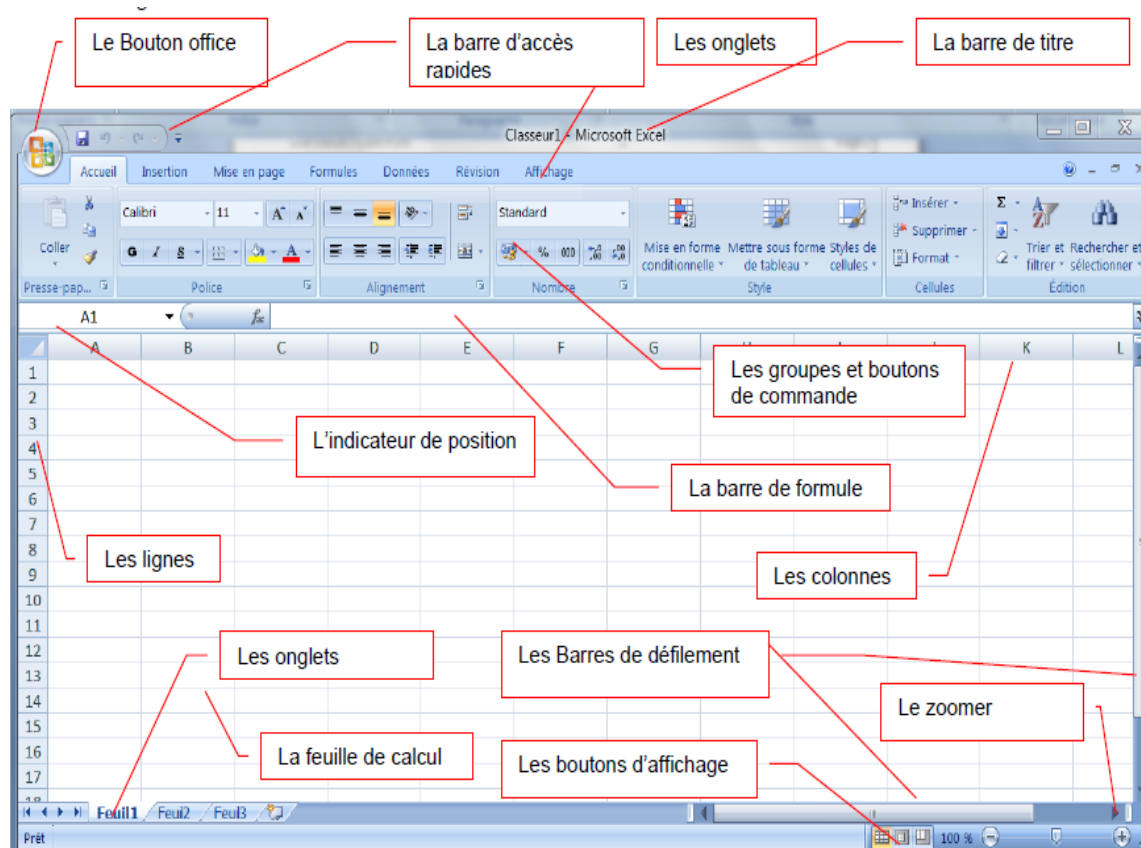 Le Bouton office
La barre d'accès
rapides
Les onglets
La barre de titre
Classeur1 - Microsoft Excel
Accueil Insertion Mise en page Formules Données Révision Affichage
Coller
Calibri 11
G I S
A A
A
Standard
% 000
Mise en forme
conditionnelle
Mettre sous forme
de tableau
Styles de
cellules
Insérer
Supprimer
Format
Σ
Trier et
filtrer
Rechercher et
sélectionner
Presse-pap... Police Alignement Nombre Style Cellules Édition
A1 fx
A B C D E F G K L
1
2
3
4
5
6
7
8
9
10
11
12
13
14
15
16
17
18
Les groupes et boutons
de commande
L'indicateur de position
La barre de formule
Les lignes
Les colonnes
Les onglets
Les Barres de défilement
Le zoomer
La feuille de calcul
Les boutons d'affichage
Feuil1 Feuil2 Feuil3
Prêt 100 %